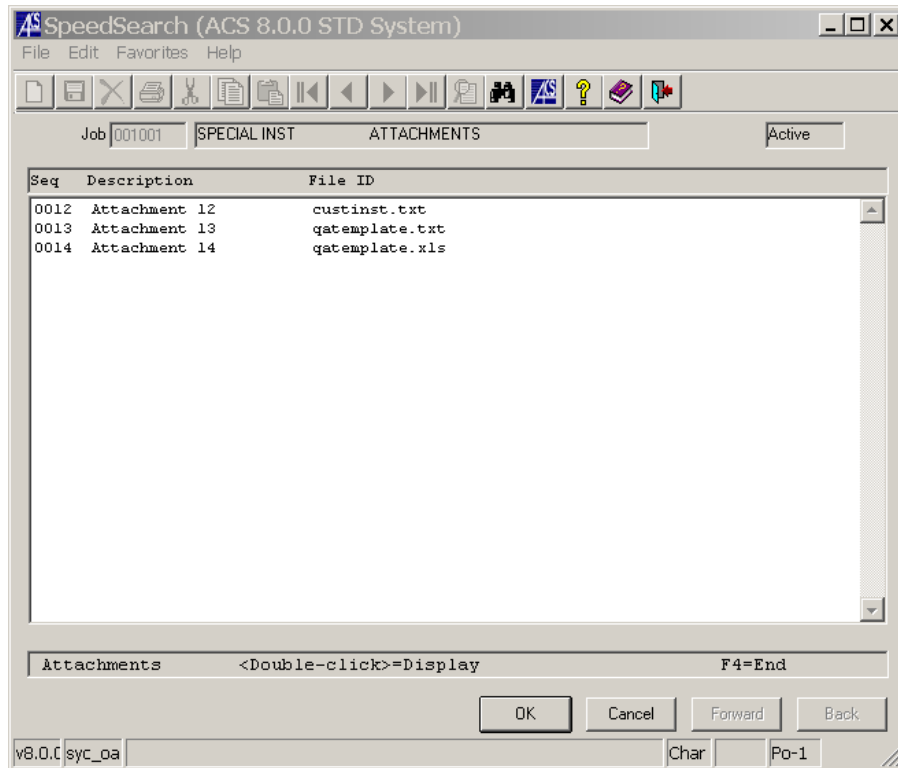 SpeedSearch (ACS 8.0.0 STD System)
File Edit Favorites Help
Job 001001 SPECIAL INST ATTACHMENTS Active
Seq Description File ID
0012 Attachment 12 custinst.txt
0013 Attachment 13 qatemplate.txt
0014 Attachment 14 qatemplate.xls
Attachments <Double-click>=Display F4=End
OK Cancel Forward Back
v8.0.0 syc_oa Char Po-1